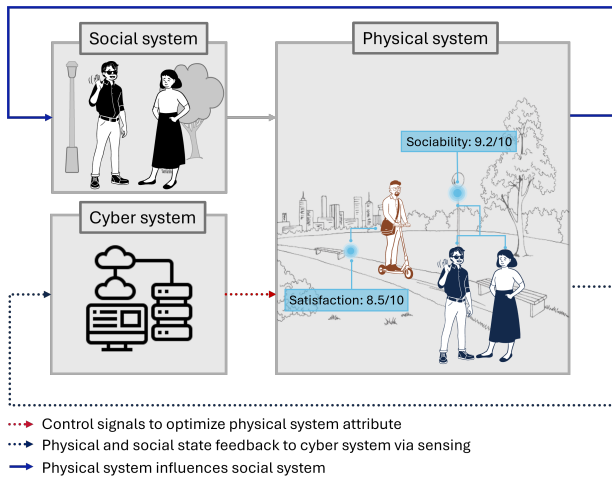 Social system
Physical system
Sociability: 9.2/10
Cyber system
Satisfaction: 8.5/10
Control signals to optimize physical system attribute
Physical and social state feedback to cyber system via sensing
Physical system influences social system